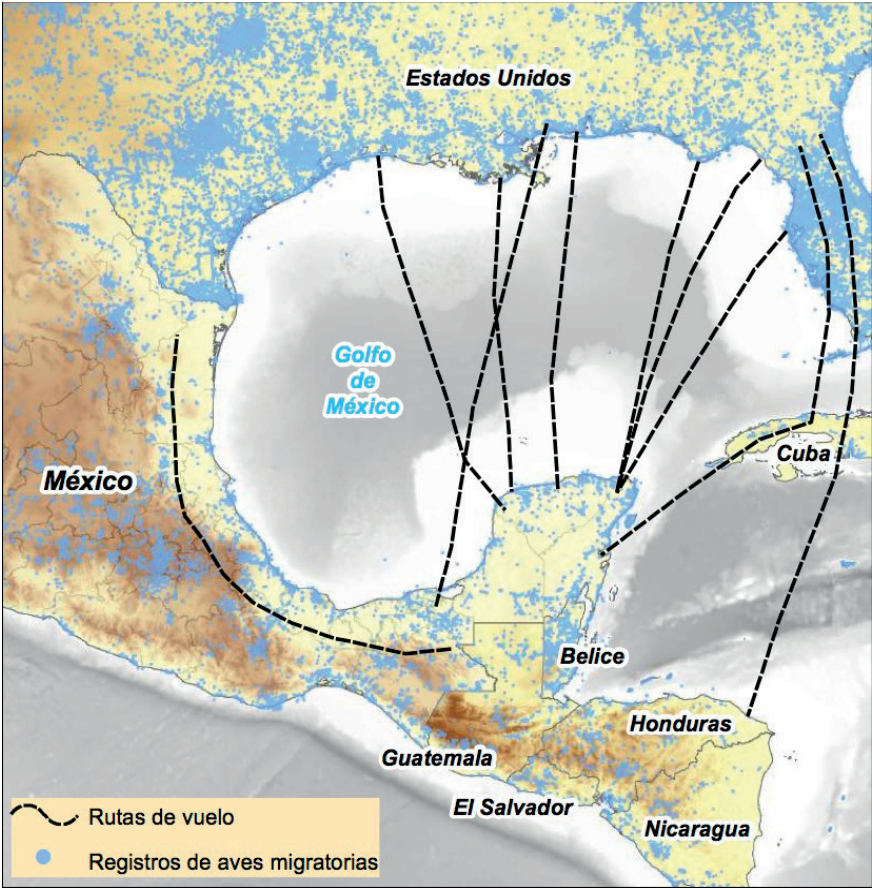 Estados Unidos
Golfo
de
México
México
Cuba
Belice
Honduras
Guatemala
El Salvador
Nicaragua
Rutas de vuelo
Registros de aves migratorias